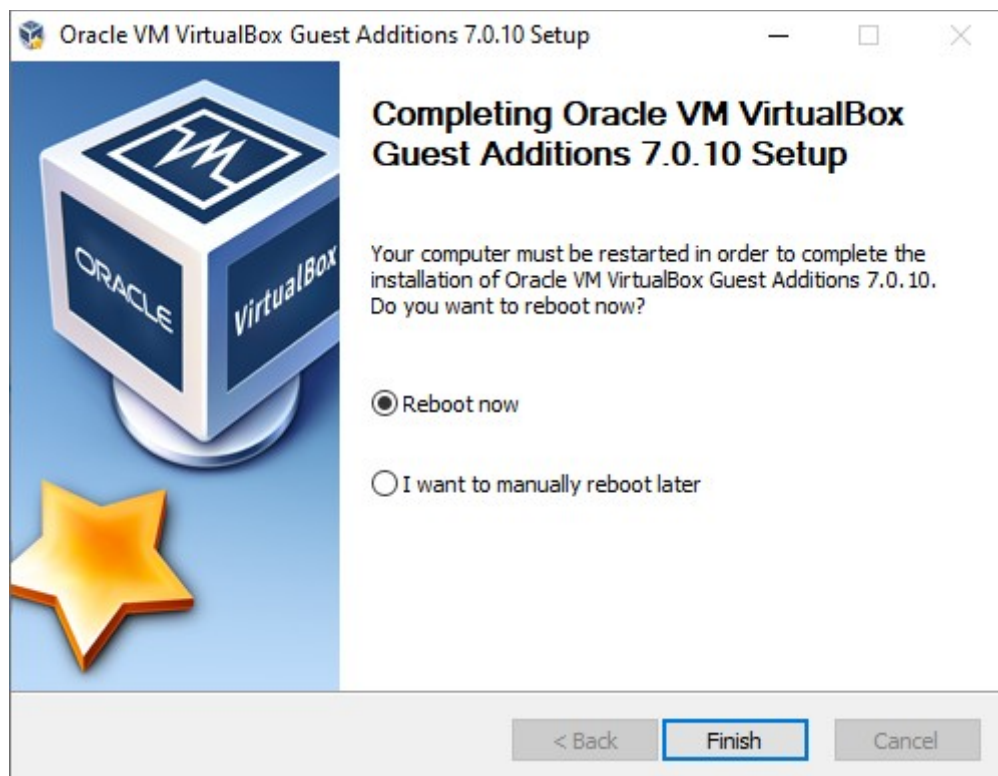 Oracle VM VirtualBox Guest Additions 7.0.10 Setup
Completing Oracle VM VirtualBox
Guest Additions 7.0.10 Setup
ORACLE
VirtualBox
Your computer must be restarted in order to complete the
installation of Oracle VM VirtualBox Guest Additions 7.0.10.
Do you want to reboot now?
Reboot now
I want to manually reboot later
< Back
Finish
Cancel